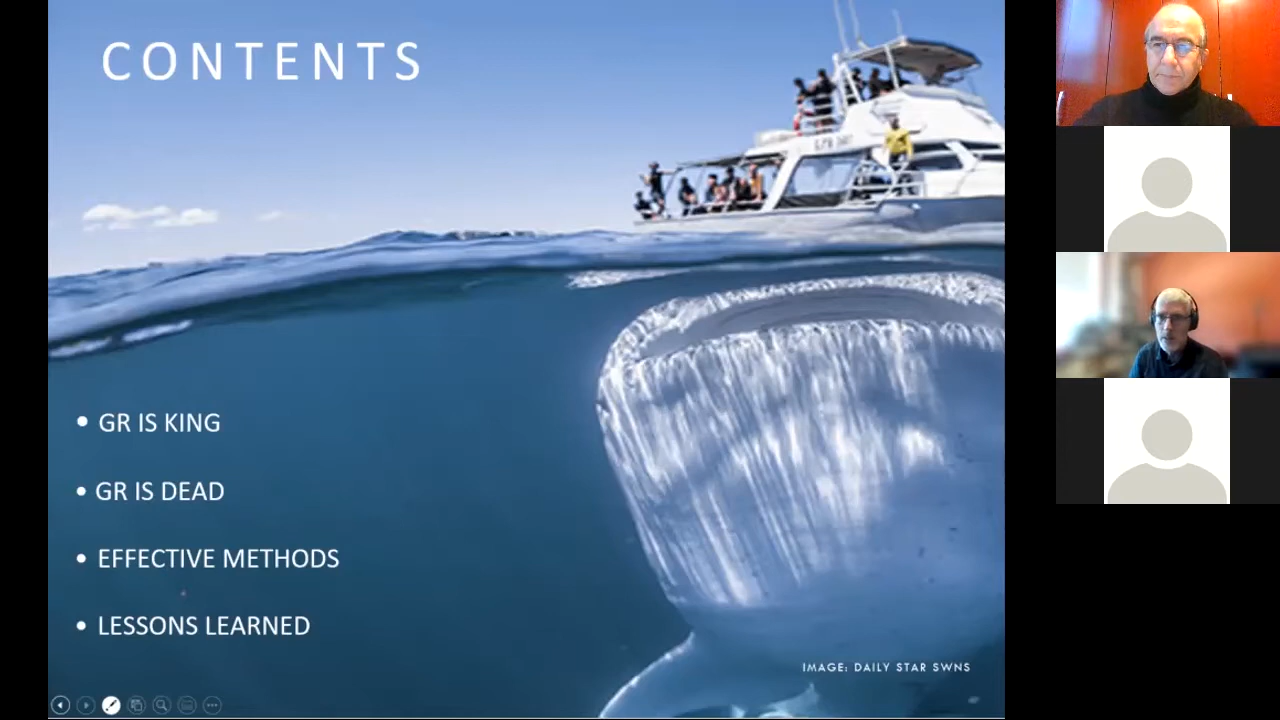 CONTENTS
• GR IS KING
• GR IS DEAD
• EFFECTIVE METHODS
• LESSONS LEARNED
IMAGE: DAILY STAR SWNS